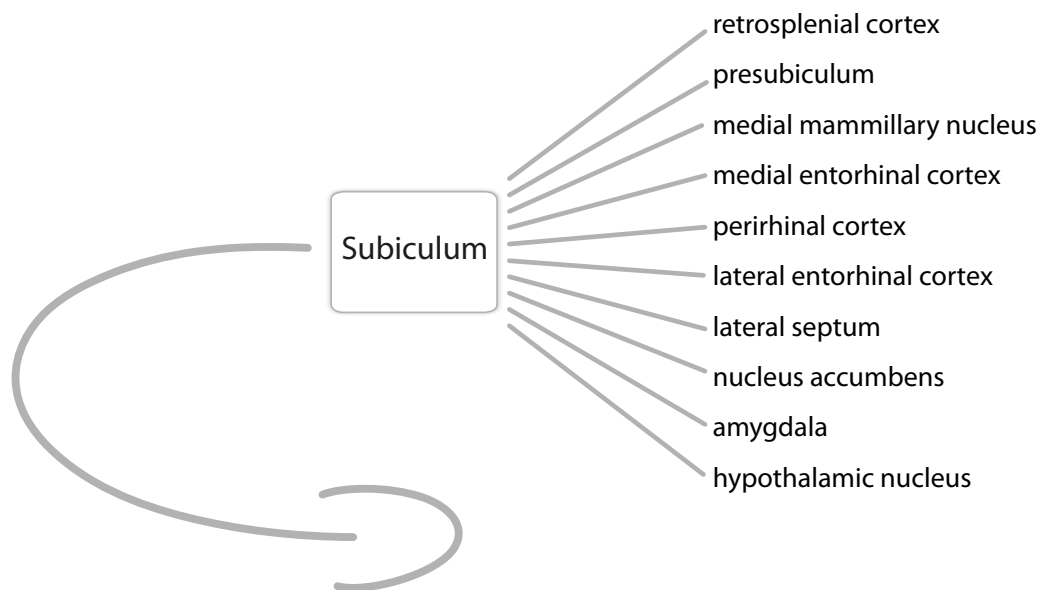 retrosplenial cortex
presubiculum
medial mammillary nucleus
medial entorhinal cortex
Subiculum
perirhinal cortex
lateral entorhinal cortex
lateral septum
nucleus accumbens
amygdala
hypothalamic nucleus